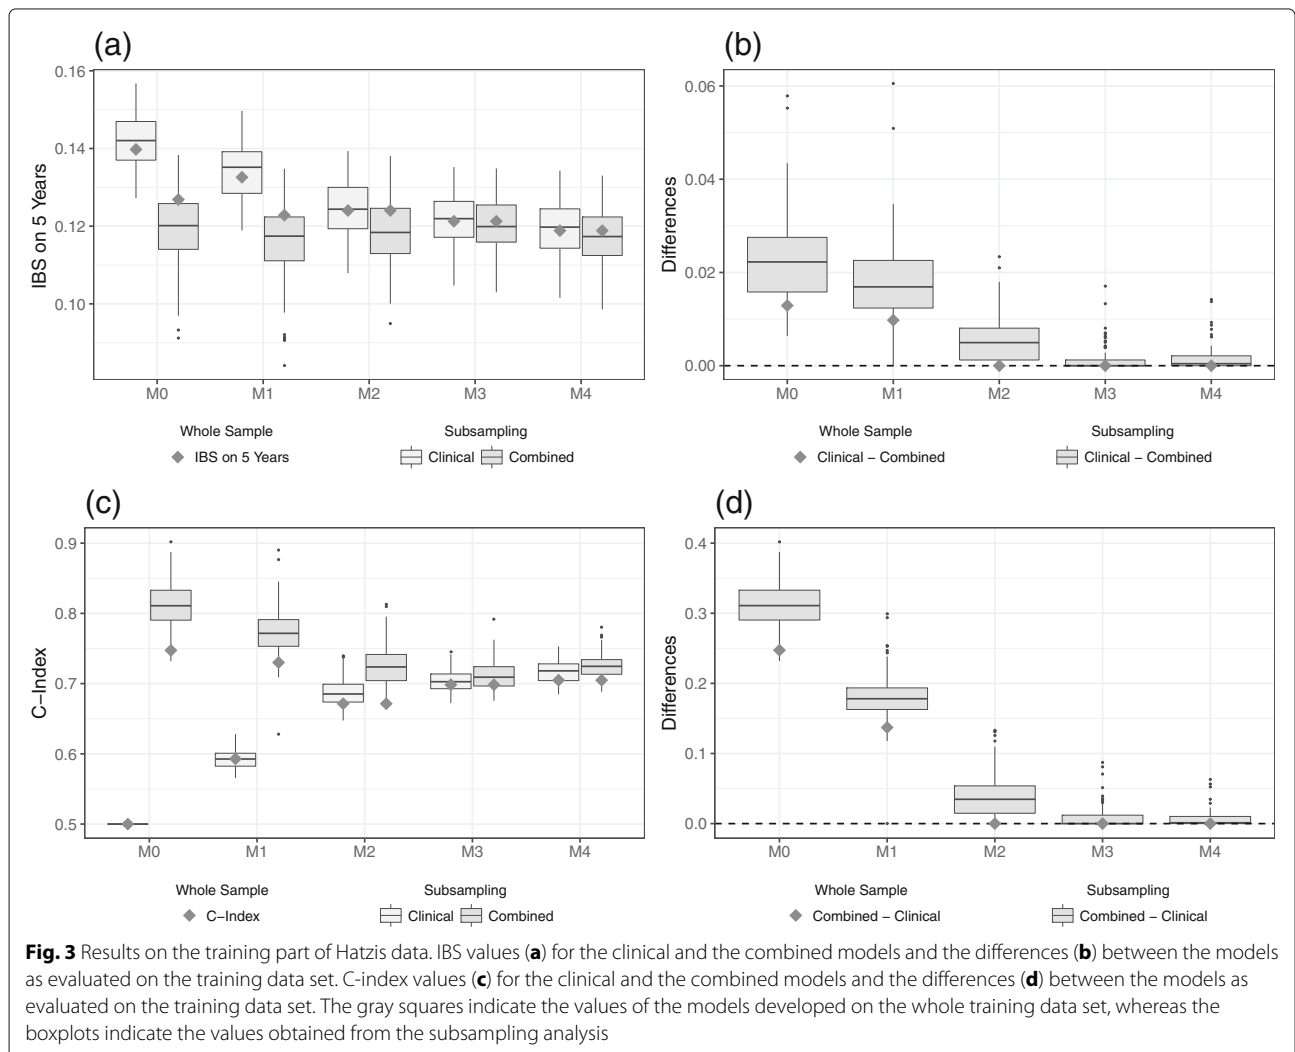 (a)
IBS on 5 Years
0.16
0.14
0.12
0.10
M0 M1 M2 M3 M4
Whole Sample Subsampling
IBS on 5 Years Clinical Combined
(b)
Differences
0.06
0.04
0.02
0.00
M0 M1 M2 M3 M4
Whole Sample Subsampling
Clinical − Combined Clinical − Combined
(c)
C−Index
0.9
0.8
0.7
0.6
0.5
M0 M1 M2 M3 M4
Whole Sample Subsampling
C−Index Clinical Combined
(d)
Differences
0.4
0.3
0.2
0.1
0.0
M0 M1 M2 M3 M4
Whole Sample Subsampling
Combined − Clinical Combined − Clinical
Fig. 3 Results on the training part of Hatzis data. IBS values (a) for the clinical and the combined models and the differences (b) between the models
as evaluated on the training data set. C-index values (c) for the clinical and the combined models and the differences (d) between the models as
evaluated on the training data set. The gray squares indicate the values of the models developed on the whole training data set, whereas the
boxplots indicate the values obtained from the subsampling analysis